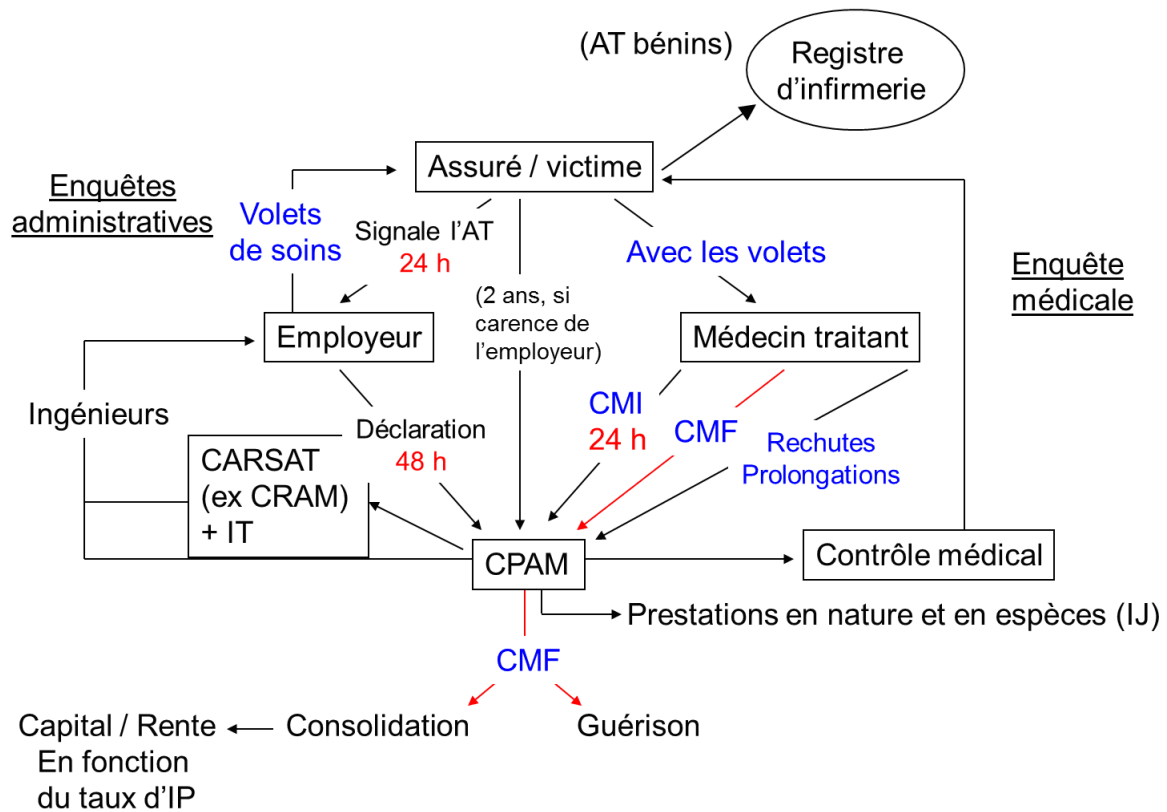 (AT bénins)
Registre
d’infirmerie
Assuré / victime
Enquêtes
administratives
Volets
de soins
Signale l’AT
24 h
Avec les volets
Enquête
médicale
(2 ans, si
carence de
l’employeur)
Employeur
Médecin traitant
Ingénieurs
Déclaration
48 h
CMI
24 h
CMF
Rechutes
Prolongations
CARSAT
(ex CRAM)
+ IT
CPAM
Contrôle médical
Prestations en nature et en espèces (IJ)
CMF
Capital / Rente
En fonction
du taux d’IP
Consolidation
Guérison